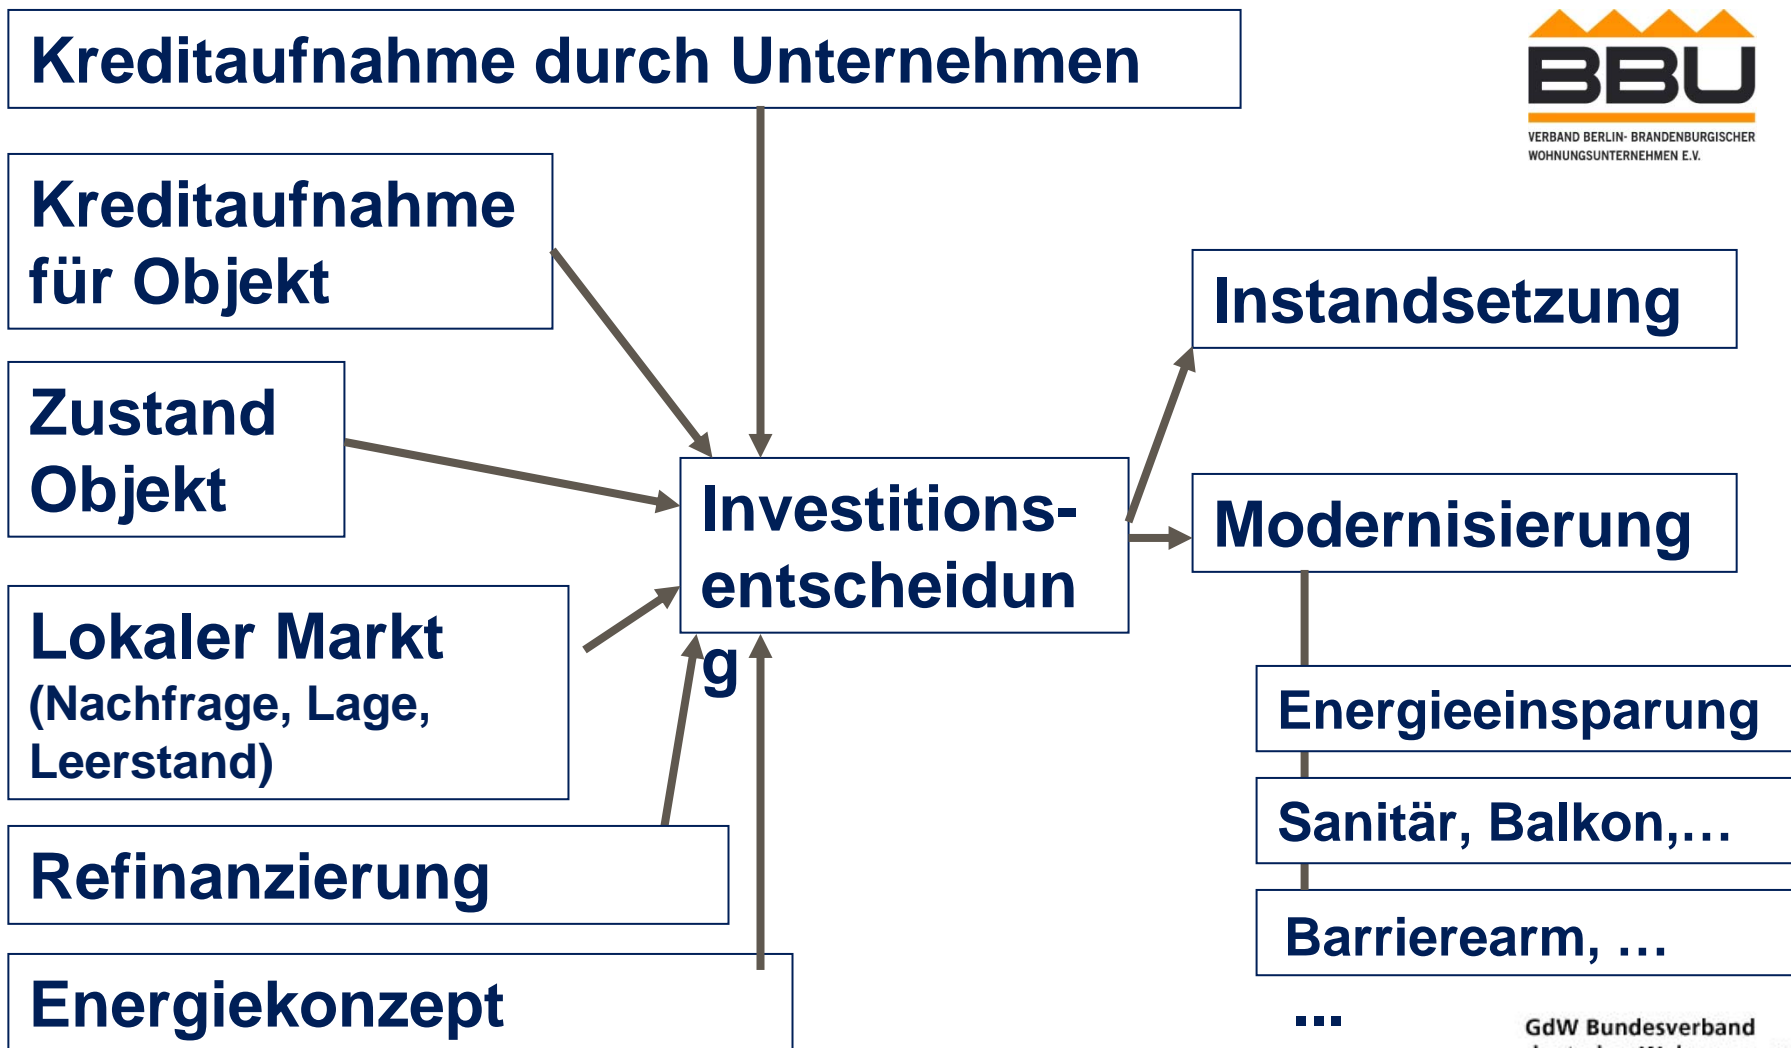 Kreditaufnahme durch Unternehmen
BBU
VERBAND BERLIN- BRANDENBURGISCHER
WOHNUNGSUNTERNEHMEN E.V.
Kreditaufnahme
für Objekt
Zustand
Objekt
Lokaler Markt
(Nachfrage, Lage,
Leerstand)
Refinanzierung
Energiekonzept
Investitions-
entscheidun
g
Instandsetzung
Modernisierung
Energieeinsparung
Sanitär, Balkon,…
Barrierearm, …
...
GdW Bundesverband